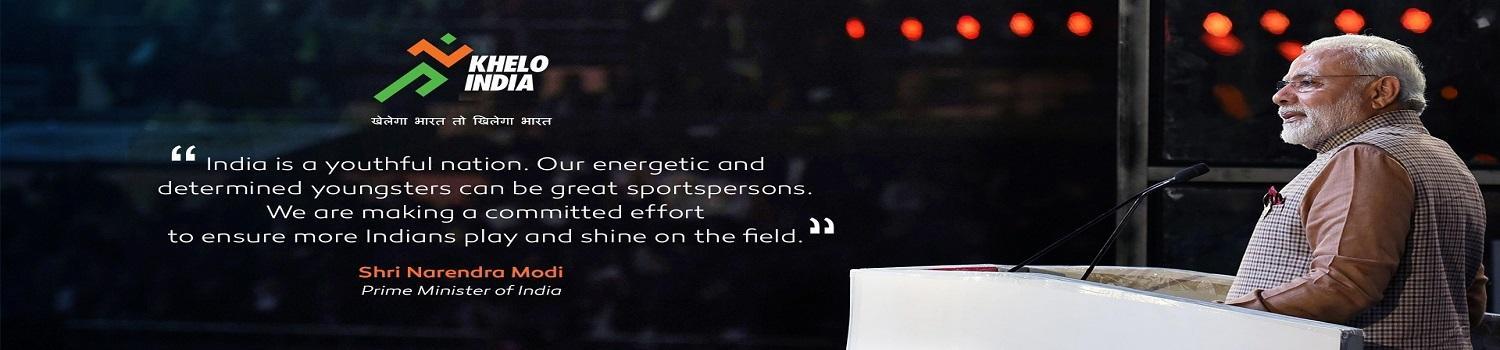 KHELO
INDIA
खेलेगा भारत तो खिलेगा भारत
“ India is a youthful nation. Our energetic and
determined youngsters can be great sportspersons.
We are making a committed effort
to ensure more Indians play and shine on the field. ”
Shri Narendra Modi
Prime Minister of India